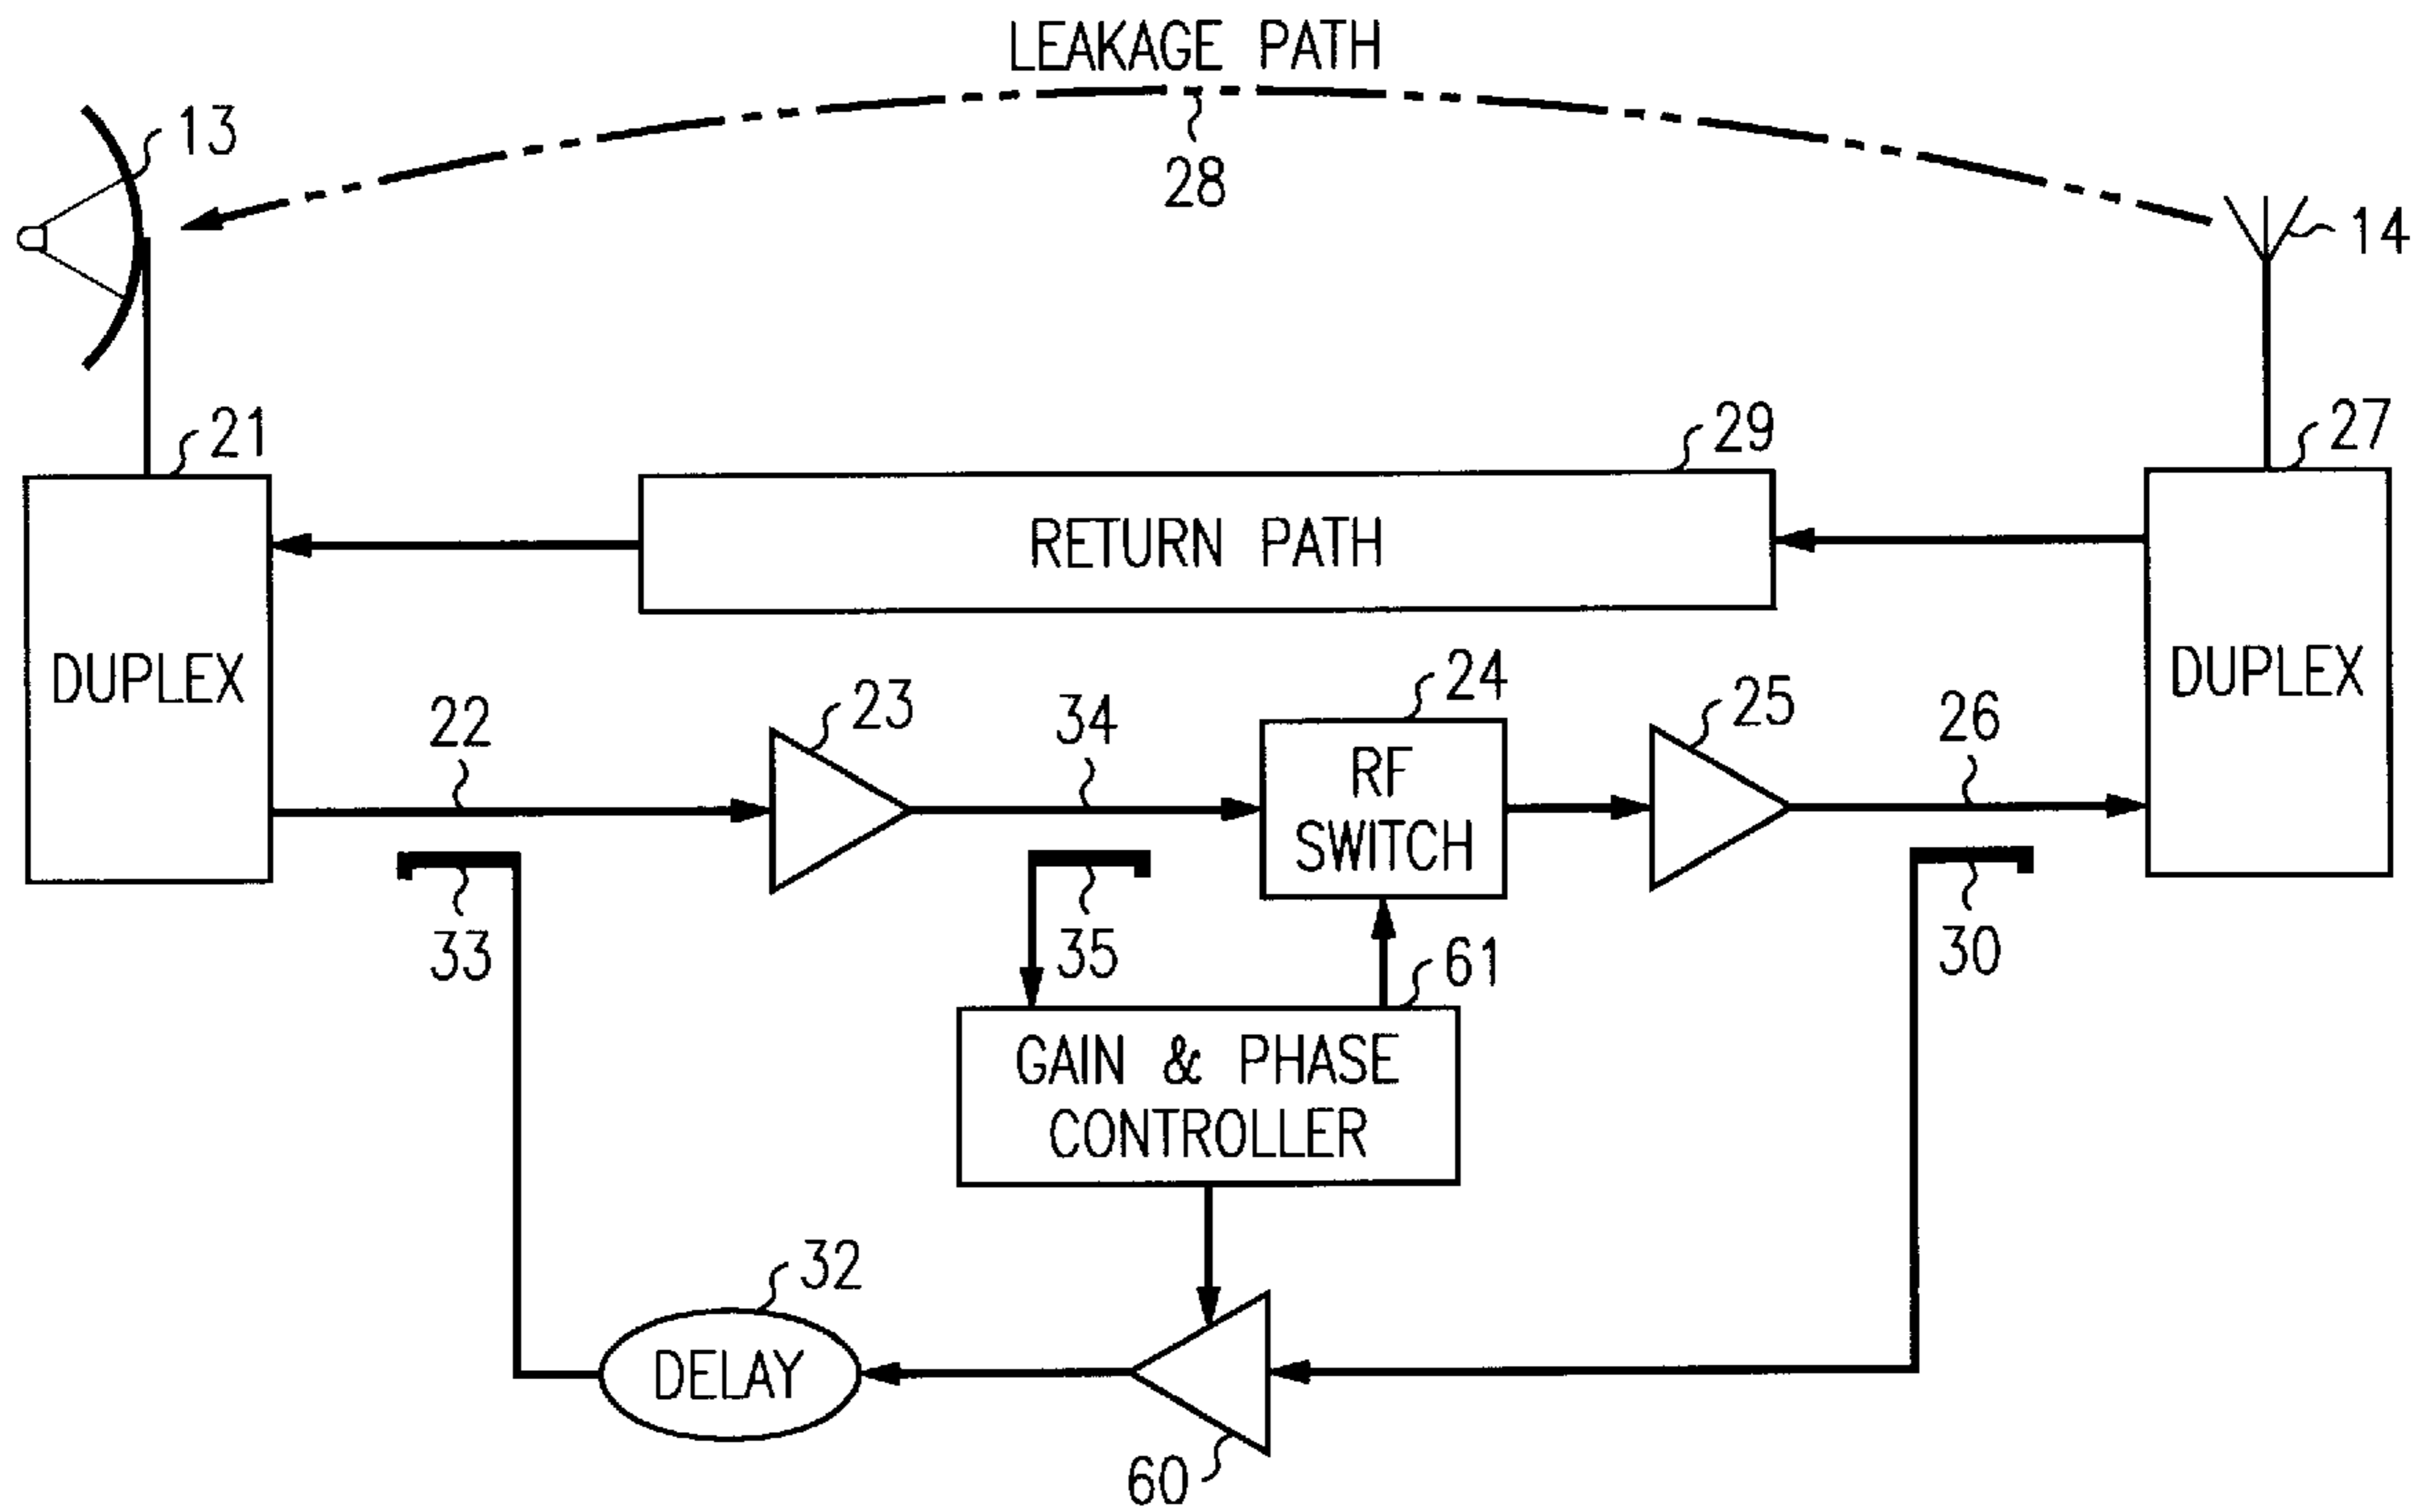 LEAKAGE PATH
13
28
14
21
29
27
RETURN PATH
DUPLEX
DUPLEX
22
23
34
24
25
26
RF
SWITCH
33
35
61
30
GAIN & PHASE
CONTROLLER
32
DELAY
60